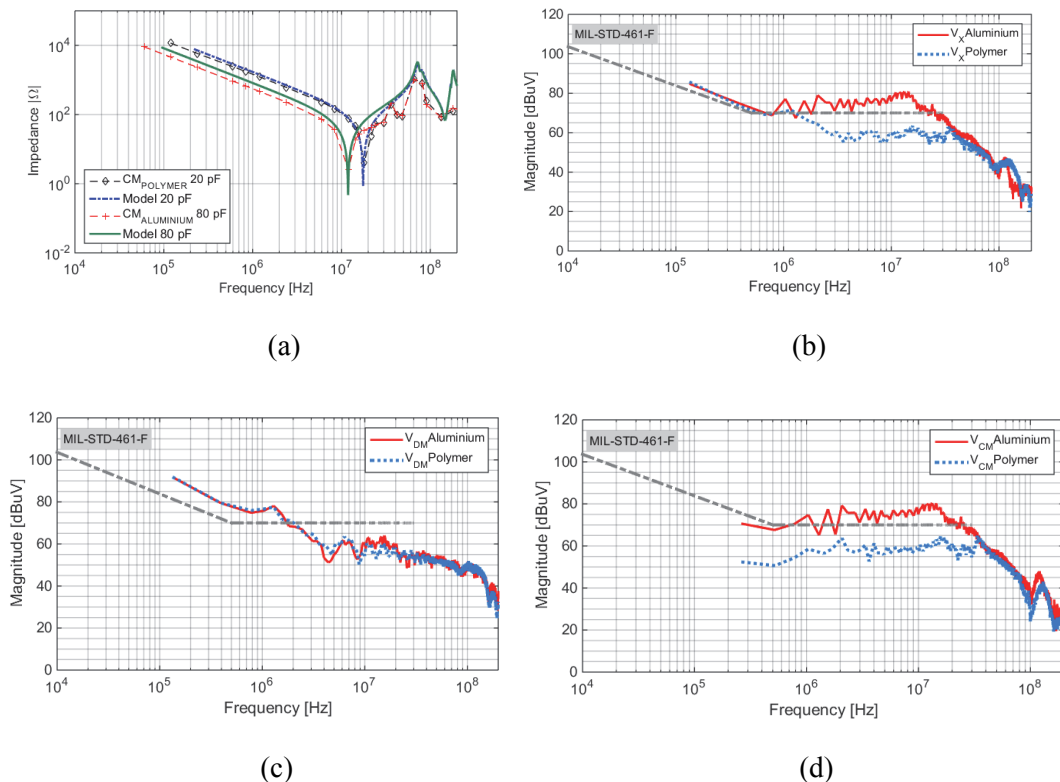 10^4
10^2
10^0
10^-2
Impedance |Ω|
CM_POLYMER 20 pF
Model 20 pF
CM_ALUMINIUM 80 pF
Model 80 pF
10^4 10^5 10^6 10^7 10^8
Frequency [Hz]
(a)
120
100
80
60
40
20
0
Magnitude [dBuV]
MIL-STD-461-F
V_X Aluminium
V_X Polymer
10^4 10^5 10^6 10^7 10^8
Frequency [Hz]
(b)
120
100
80
60
40
20
0
Magnitude [dBuV]
MIL-STD-461-F
V_DM Aluminium
V_DM Polymer
10^4 10^5 10^6 10^7 10^8
Frequency [Hz]
(c)
120
100
80
60
40
20
0
Magnitude [dBuV]
MIL-STD-461-F
V_CM Aluminium
V_CM Polymer
10^4 10^5 10^6 10^7 10^8
Frequency [Hz]
(d)